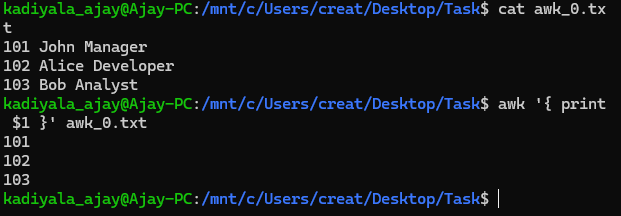 kadiyala_ajay@Ajay-PC:/mnt/c/Users/creat/Desktop/Task$ cat awk_0.tx
t
101 John Manager
102 Alice Developer
103 Bob Analyst
kadiyala_ajay@Ajay-PC:/mnt/c/Users/creat/Desktop/Task$ awk '{ print
 $1 }' awk_0.txt
101
102
103
kadiyala_ajay@Ajay-PC:/mnt/c/Users/creat/Desktop/Task$